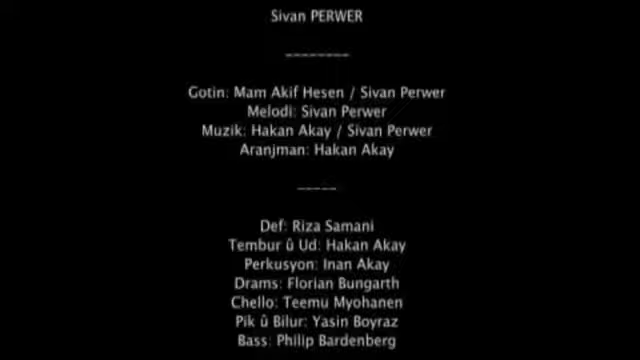 Sivan PERWER
--------
Gotin: Mam Akif Hesen / Sivan Perwer
Melodi: Sivan Perwer
Muzik: Hakan Akay / Sivan Perwer
Aranjman: Hakan Akay
-----
Def: Riza Samani
Tembur û Ud: Hakan Akay
Perkusyon: Inan Akay
Drams: Florian Bungarth
Chello: Teemu Myohanen
Pik û Bilur: Yasin Boyraz
Bass: Philip Bardenberg